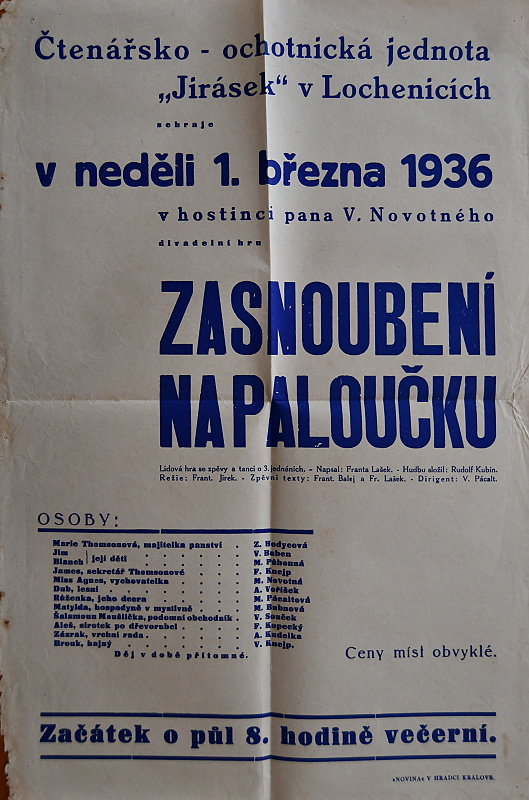 Čtenářsko - ochotnická jednota
„Jirásek“ v Lochenicích
sehraje
v neděli 1. března 1936
v hostinci pana V. Novotného
divadelní hru
ZASNOUBENÍ
NA PALOUČKU
Lidová hra se zpěvy a tanci o 3. jednáních. - Napsal: Franta Lašek. - Hudbu složil: Rudolf Kubín.
Režie: Frant. Jirek. - Zpěvní texty: Frant. Balej a Fr. Lašek. - Dirigent: V. Pácalt.
OSOBY:
Marie Thomsonová, majitelka panství . Z. Hodycová
Jim } její děti . . . . . . V. Buben
Blanch M. Půhonná
James, sekretář Thomsonové . . F. Knejp
Miss Agnes, vychovatelka . . . M. Novotná
Dub, lesní . . . . . . . A. Voříšek
Růženka, jeho dcera . . . . M. Pácaltová
Matylda, hospodyně v myslivně . . M. Bubnová
Šalamoun Maušlíčka, podomní obchodník . V. Souček
Aleš, sirotek po dřevorubci . . . F. Kopecký
Zázrak, vrchní rada . . . . . A. Kudelka
Brouk, hajný . . . . . . . V. Knejp.
Děj v době přítomné.
Ceny míst obvyklé.
Začátek o půl 8. hodině večerní.
»NOVINA« V HRADCI KRÁLOVÉ.